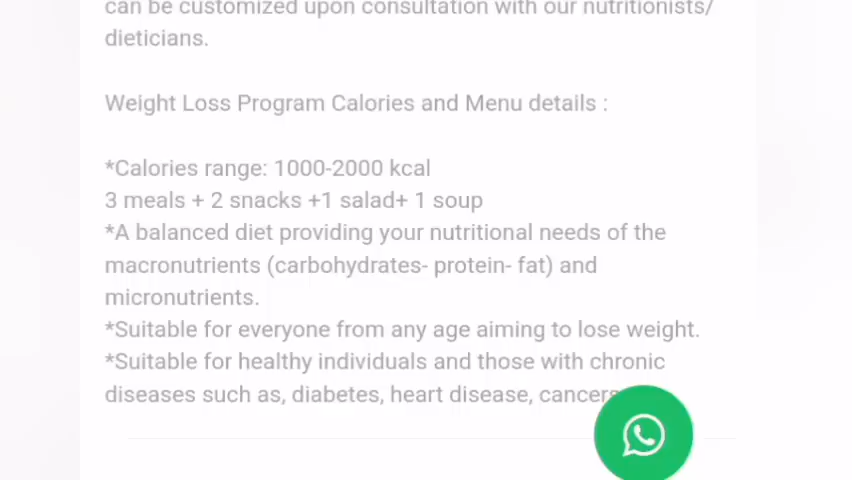 can be customized upon consultation with our nutritionists/
dieticians.
Weight Loss Program Calories and Menu details :
*Calories range: 1000-2000 kcal
3 meals + 2 snacks +1 salad+ 1 soup
*A balanced diet providing your nutritional needs of the
macronutrients (carbohydrates- protein- fat) and
micronutrients.
*Suitable for everyone from any age aiming to lose weight.
*Suitable for healthy individuals and those with chronic
diseases such as, diabetes, heart disease, cancers